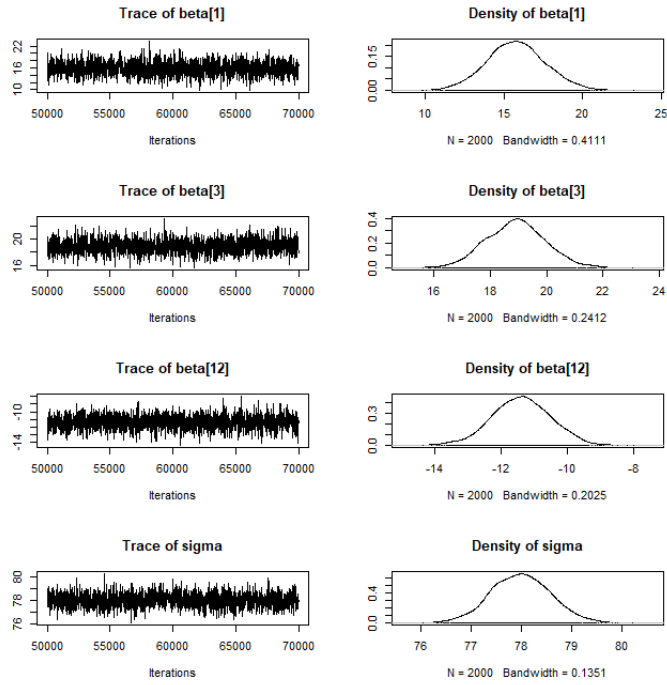 Trace of beta[1]
10 16 22
50000 55000 60000 65000 70000
Iterations
Density of beta[1]
0.00 0.15
10 15 20 25
N = 2000 Bandwidth = 0.4111
Trace of beta[3]
16 20
50000 55000 60000 65000 70000
Iterations
Density of beta[3]
0.0 0.2 0.4
16 18 20 22 24
N = 2000 Bandwidth = 0.2412
Trace of beta[12]
-14 -10
50000 55000 60000 65000 70000
Iterations
Density of beta[12]
0.0 0.3
-14 -12 -10 -8
N = 2000 Bandwidth = 0.2025
Trace of sigma
76 78 80
50000 55000 60000 65000 70000
Iterations
Density of sigma
0.0 0.4
76 77 78 79 80
N = 2000 Bandwidth = 0.1351